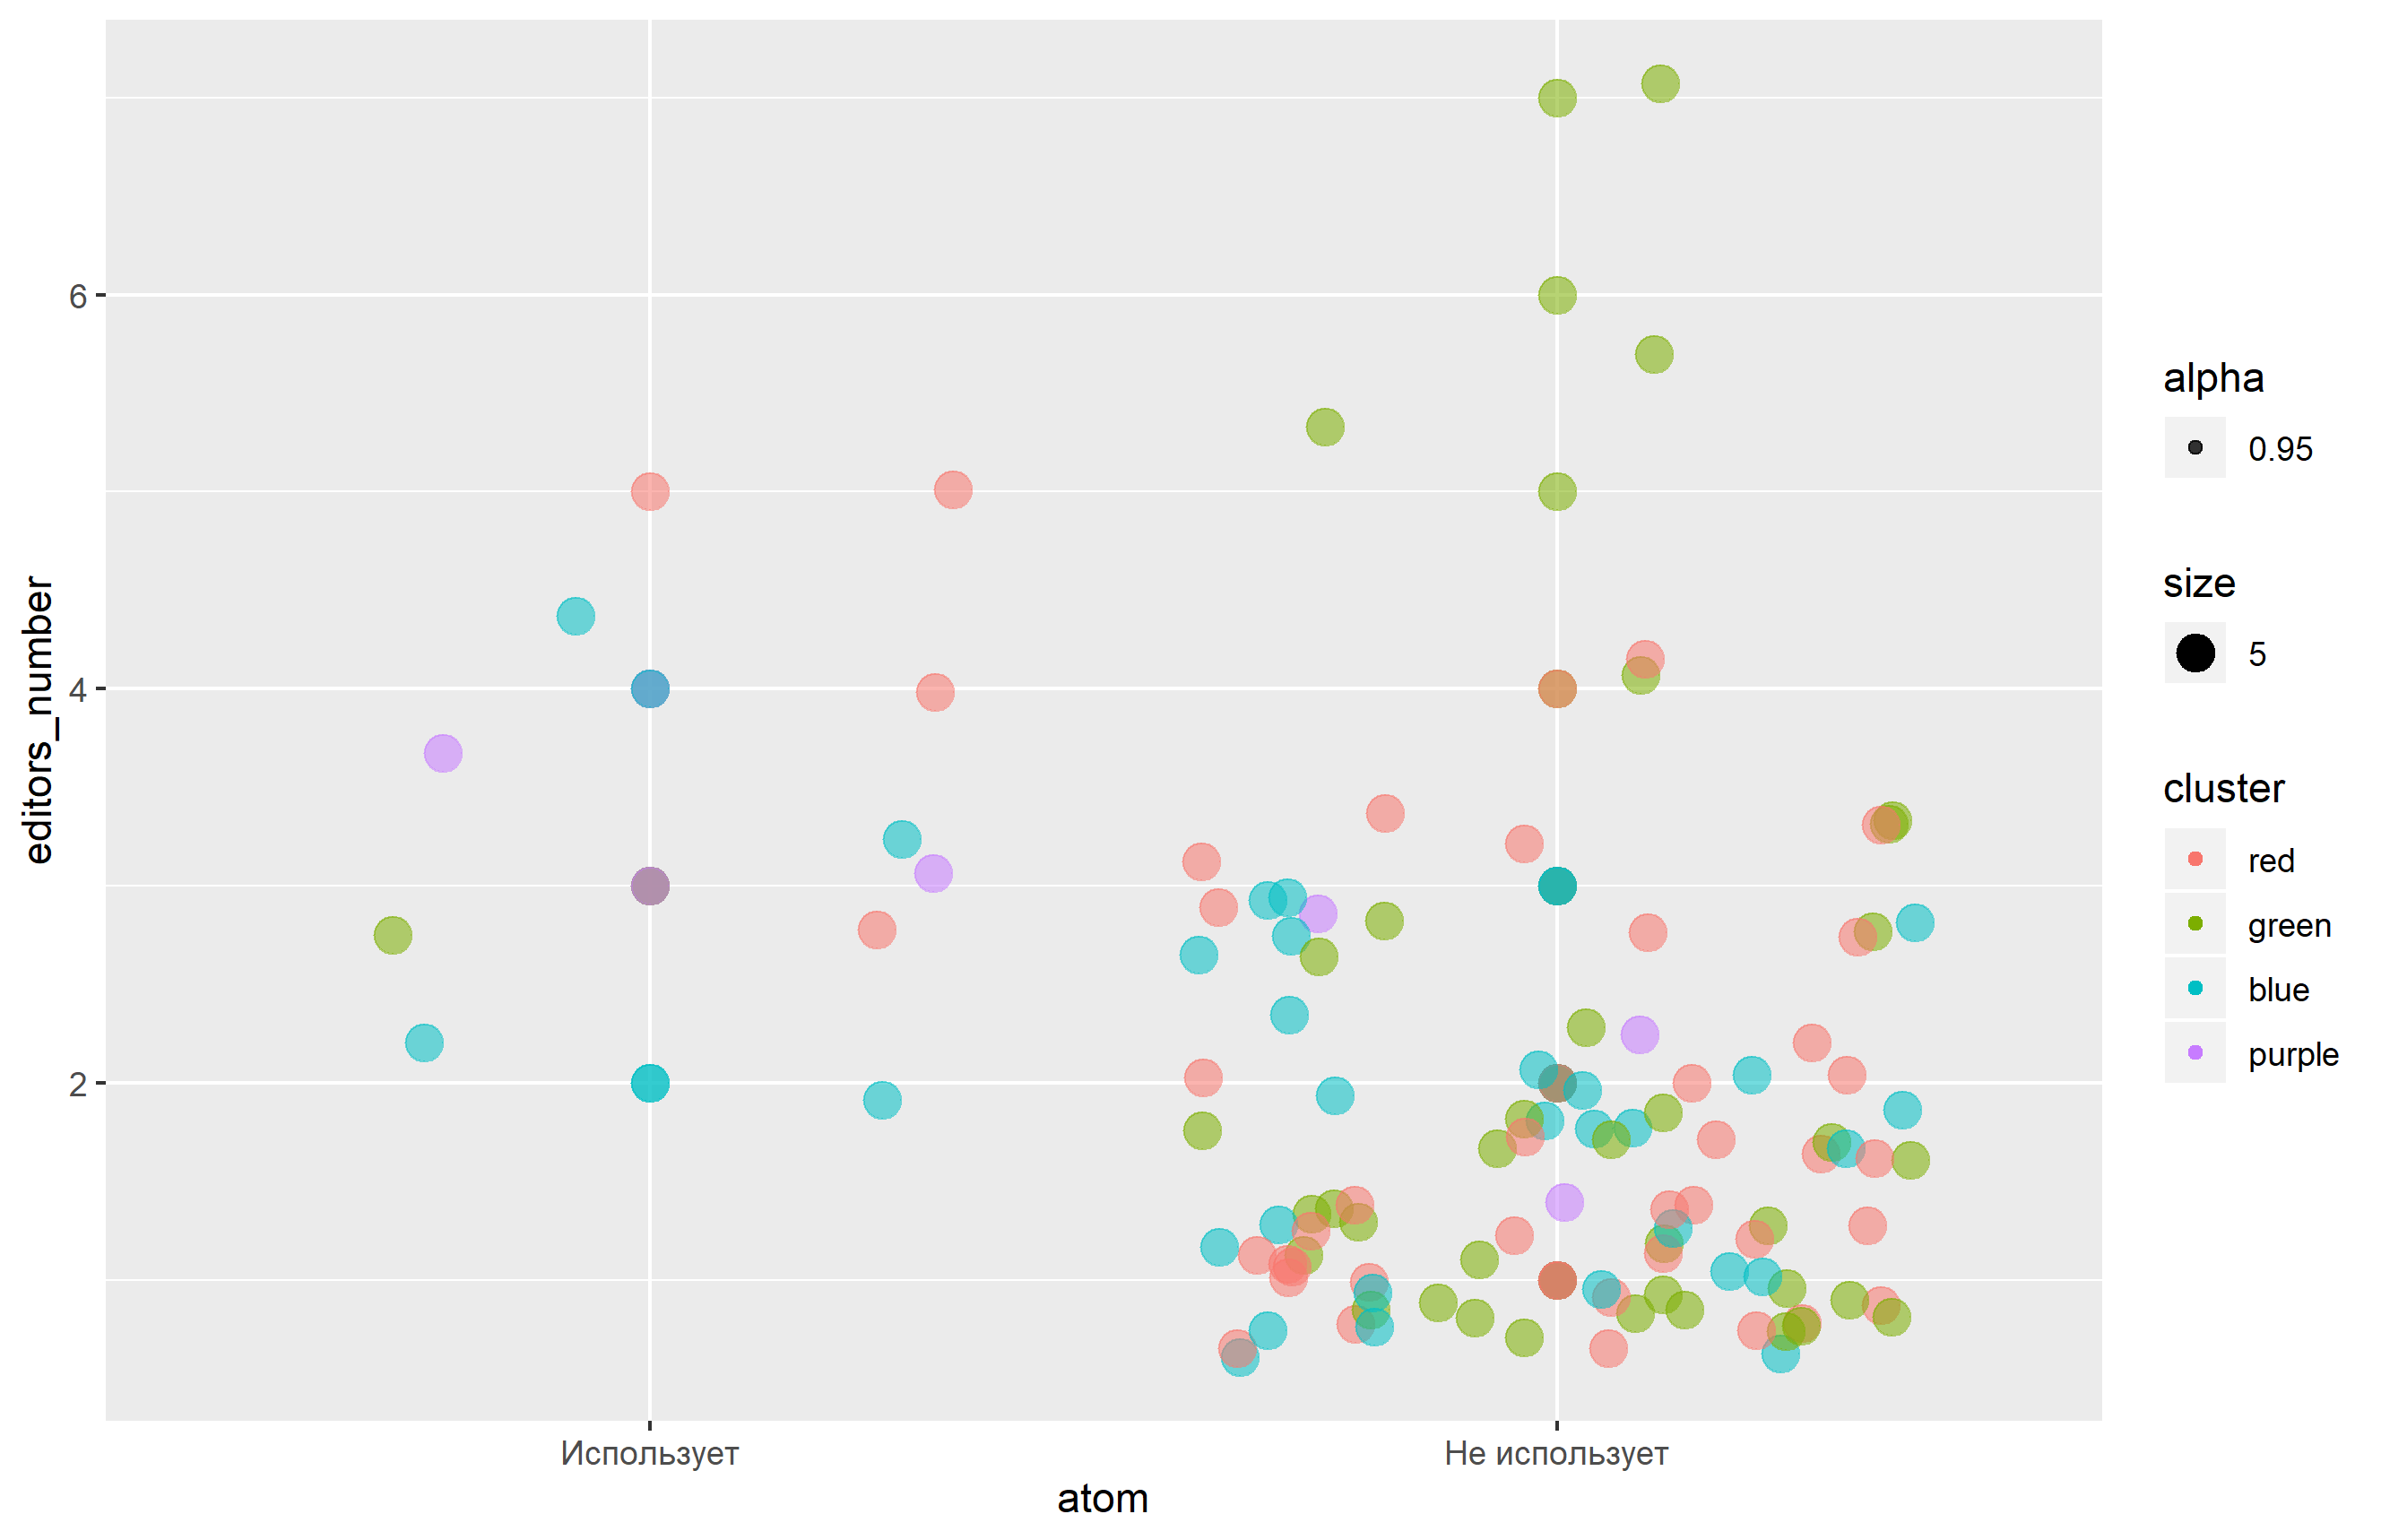 editors_number
6
4
2
Использует
Не использует
atom
alpha
0.95
size
5
cluster
red
green
blue
purple